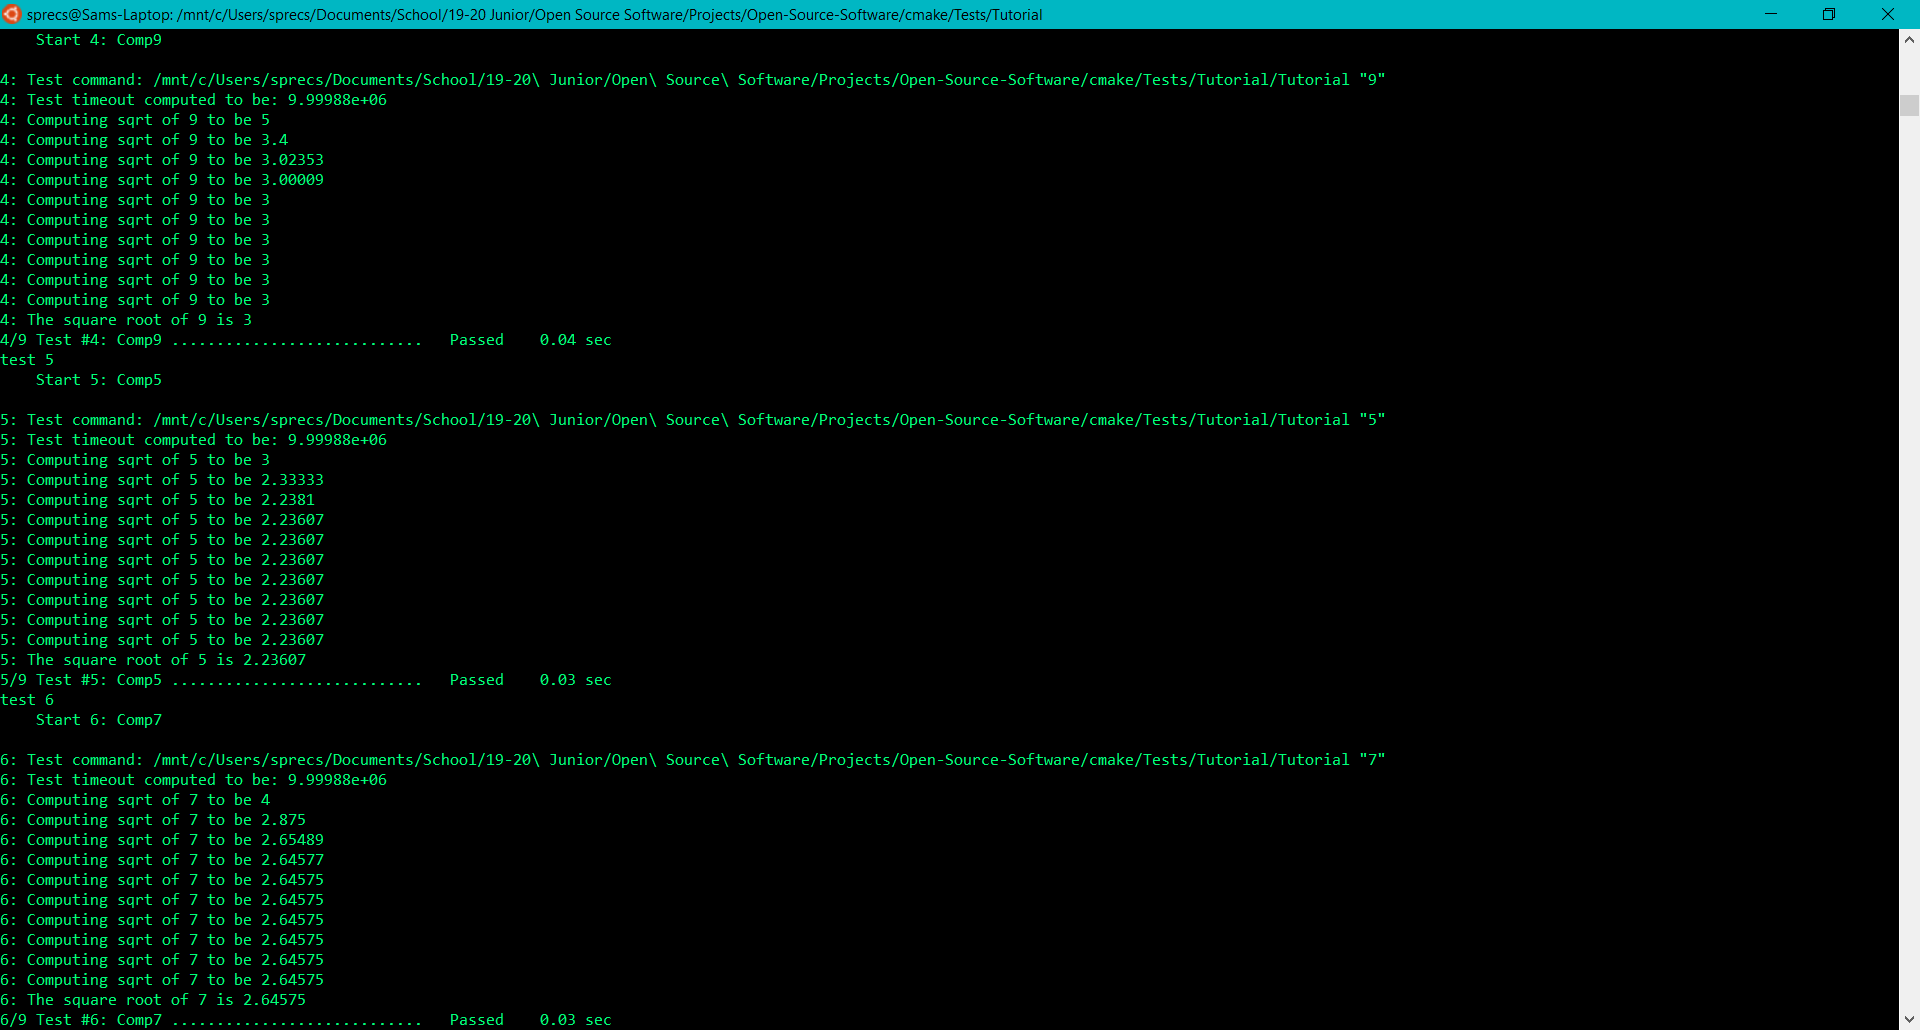 sprecs@Sams-Laptop: /mnt/c/Users/sprecs/Documents/School/19-20 Junior/Open Source Software/Projects/Open-Source-Software/cmake/Tests/Tutorial
    Start 4: Comp9

4: Test command: /mnt/c/Users/sprecs/Documents/School/19-20\ Junior/Open\ Source\ Software/Projects/Open-Source-Software/cmake/Tests/Tutorial/Tutorial "9"
4: Test timeout computed to be: 9.99988e+06
4: Computing sqrt of 9 to be 5
4: Computing sqrt of 9 to be 3.4
4: Computing sqrt of 9 to be 3.02353
4: Computing sqrt of 9 to be 3.00009
4: Computing sqrt of 9 to be 3
4: Computing sqrt of 9 to be 3
4: Computing sqrt of 9 to be 3
4: Computing sqrt of 9 to be 3
4: Computing sqrt of 9 to be 3
4: Computing sqrt of 9 to be 3
4: The square root of 9 is 3
4/9 Test #4: Comp9 ............................   Passed    0.04 sec
test 5
    Start 5: Comp5

5: Test command: /mnt/c/Users/sprecs/Documents/School/19-20\ Junior/Open\ Source\ Software/Projects/Open-Source-Software/cmake/Tests/Tutorial/Tutorial "5"
5: Test timeout computed to be: 9.99988e+06
5: Computing sqrt of 5 to be 3
5: Computing sqrt of 5 to be 2.33333
5: Computing sqrt of 5 to be 2.2381
5: Computing sqrt of 5 to be 2.23607
5: Computing sqrt of 5 to be 2.23607
5: Computing sqrt of 5 to be 2.23607
5: Computing sqrt of 5 to be 2.23607
5: Computing sqrt of 5 to be 2.23607
5: Computing sqrt of 5 to be 2.23607
5: Computing sqrt of 5 to be 2.23607
5: The square root of 5 is 2.23607
5/9 Test #5: Comp5 ............................   Passed    0.03 sec
test 6
    Start 6: Comp7

6: Test command: /mnt/c/Users/sprecs/Documents/School/19-20\ Junior/Open\ Source\ Software/Projects/Open-Source-Software/cmake/Tests/Tutorial/Tutorial "7"
6: Test timeout computed to be: 9.99988e+06
6: Computing sqrt of 7 to be 4
6: Computing sqrt of 7 to be 2.875
6: Computing sqrt of 7 to be 2.65489
6: Computing sqrt of 7 to be 2.64577
6: Computing sqrt of 7 to be 2.64575
6: Computing sqrt of 7 to be 2.64575
6: Computing sqrt of 7 to be 2.64575
6: Computing sqrt of 7 to be 2.64575
6: Computing sqrt of 7 to be 2.64575
6: Computing sqrt of 7 to be 2.64575
6: The square root of 7 is 2.64575
6/9 Test #6: Comp7 ............................   Passed    0.03 sec